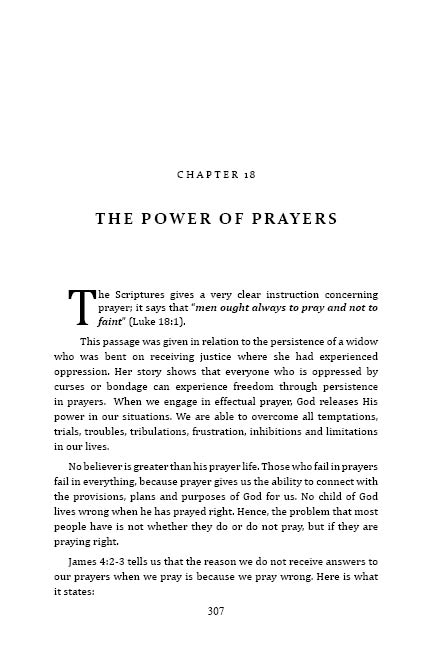 CHAPTER 18
THE POWER OF PRAYERS
The Scriptures gives a very clear instruction concerning
prayer; it says that "men ought always to pray and not to
faint" (Luke 18:1).
This passage was given in relation to the persistence of a widow
who was bent on receiving justice where she had experienced
oppression. Her story shows that everyone who is oppressed by
curses or bondage can experience freedom through persistence
in prayers. When we engage in effectual prayer, God releases His
power in our situations. We are able to overcome all temptations,
trials, troubles, tribulations, frustration, inhibitions and limitations
in our lives.
No believer is greater than his prayer life. Those who fail in prayers
fail in everything, because prayer gives us the ability to connect with
the provisions, plans and purposes of God for us. No child of God
lives wrong when he has prayed right. Hence, the problem that most
people have is not whether they do or do not pray, but if they are
praying right.
James 4:2-3 tells us that the reason we do not receive answers to
our prayers when we pray is because we pray wrong. Here is what
it states:
307